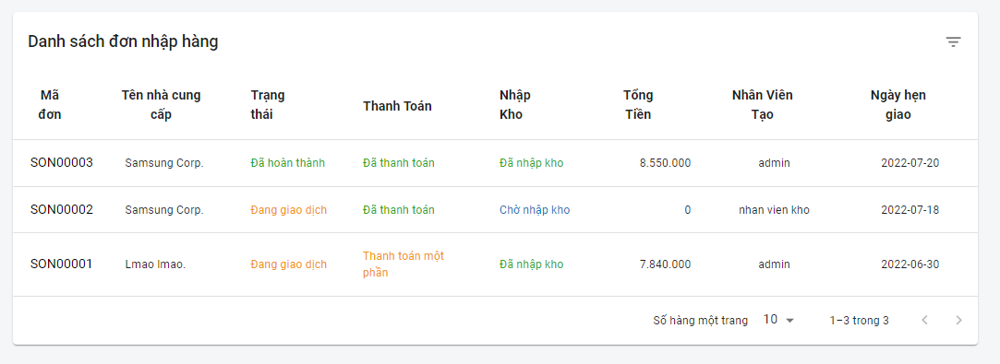 Danh sách đơn nhập hàng
Mã đơn Tên nhà cung cấp Trạng thái Thanh Toán Nhập Kho Tổng Tiền Nhân Viên Tạo Ngày hẹn giao
SON00003 Samsung Corp. Đã hoàn thành Đã thanh toán Đã nhập kho 8.550.000 admin 2022-07-20
SON00002 Samsung Corp. Đang giao dịch Đã thanh toán Chờ nhập kho 0 nhan vien kho 2022-07-18
SON00001 Lmao lmao. Đang giao dịch Thanh toán một phần Đã nhập kho 7.840.000 admin 2022-06-30
Số hàng một trang 10 1–3 trong 3